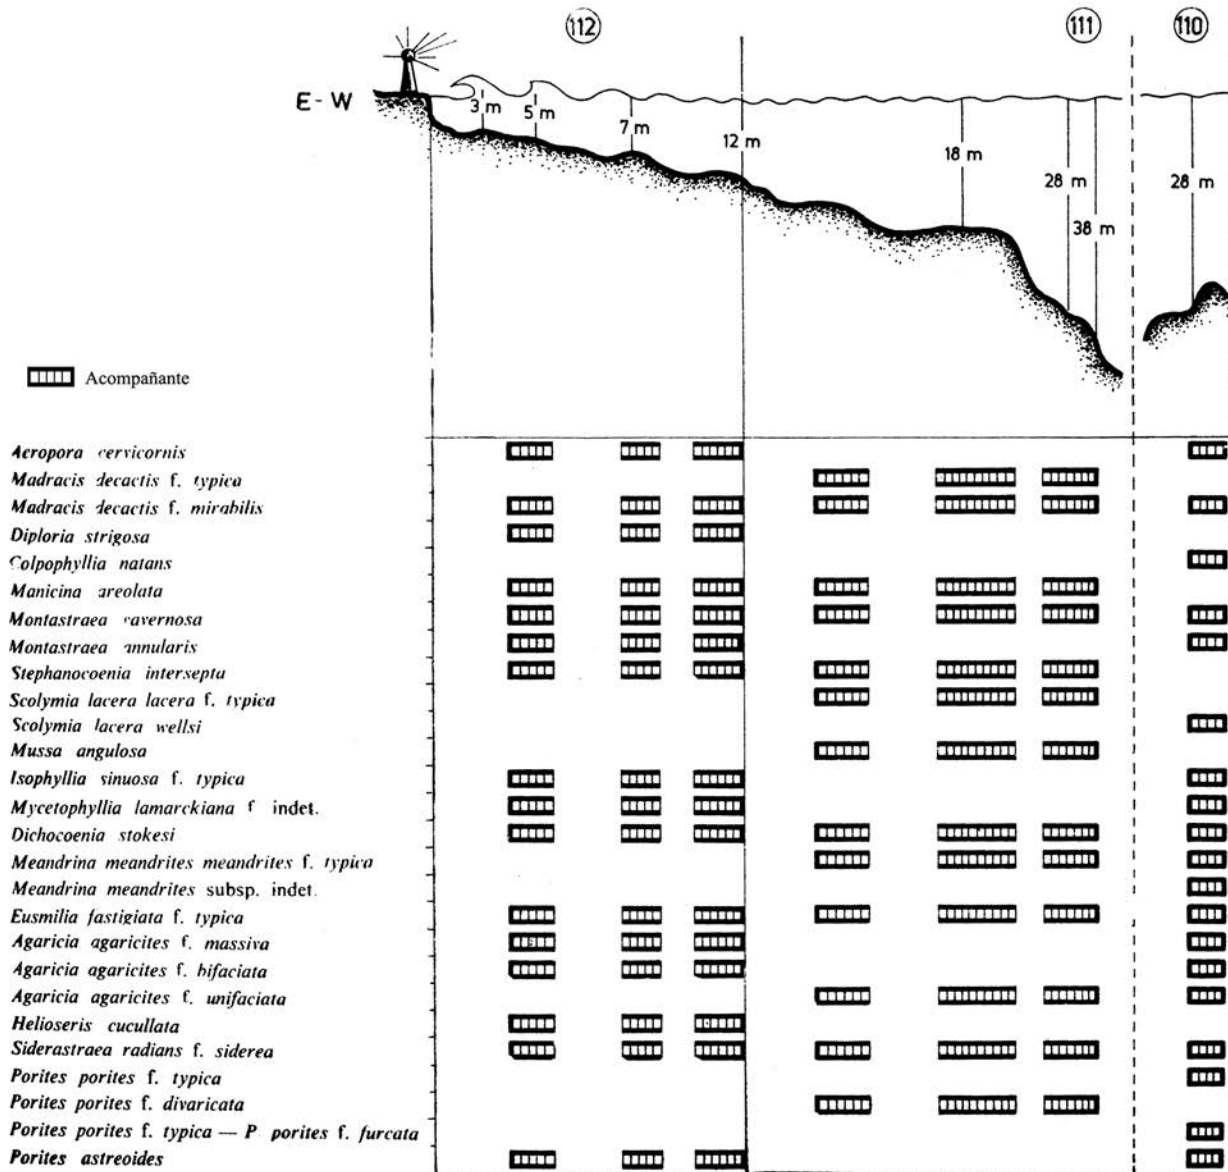 112 111 110
E - W
3 m 5 m 7 m 12 m 18 m 28 m 38 m 28 m
Acompañante
Acropora cervicornis
Madracis decactis f. typica
Madracis decactis f. mirabilis
Diploria strigosa
Colpophyllia natans
Manicina areolata
Montastraea cavernosa
Montastraea annularis
Stephanocoenia intersepta
Scolymia lacera lacera f. typica
Scolymia lacera wellsi
Mussa angulosa
Isophyllia sinuosa f. typica
Mycetophyllia lamarckiana f indet.
Dichocoenia stokesi
Meandrina meandrites meandrites f. typica
Meandrina meandrites subsp. indet.
Eusmilia fastigiata f. typica
Agaricia agaricites f. massiva
Agaricia agaricites f. bifaciata
Agaricia agaricites f. unifaciata
Helioseris cucullata
Siderastraea radians f. siderea
Porites porites f. typica
Porites porites f. divaricata
Porites porites f. typica — P porites f. furcata
Porites astreoides